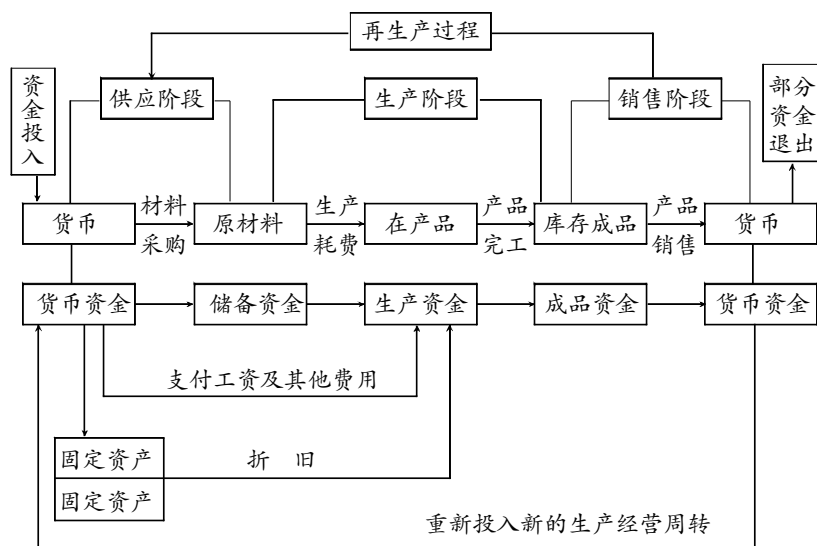 再生产过程
资金投入
供应阶段
生产阶段
销售阶段
部分
资金
退出
货币
材料
采购
原材料
生产
耗费
在产品
产品
完工
库存成品
产品
销售
货币
货币资金
储备资金
生产资金
成品资金
货币资金
支付工资及其他费用
固定资产
折 旧
固定资产
重新投入新的生产经营周转